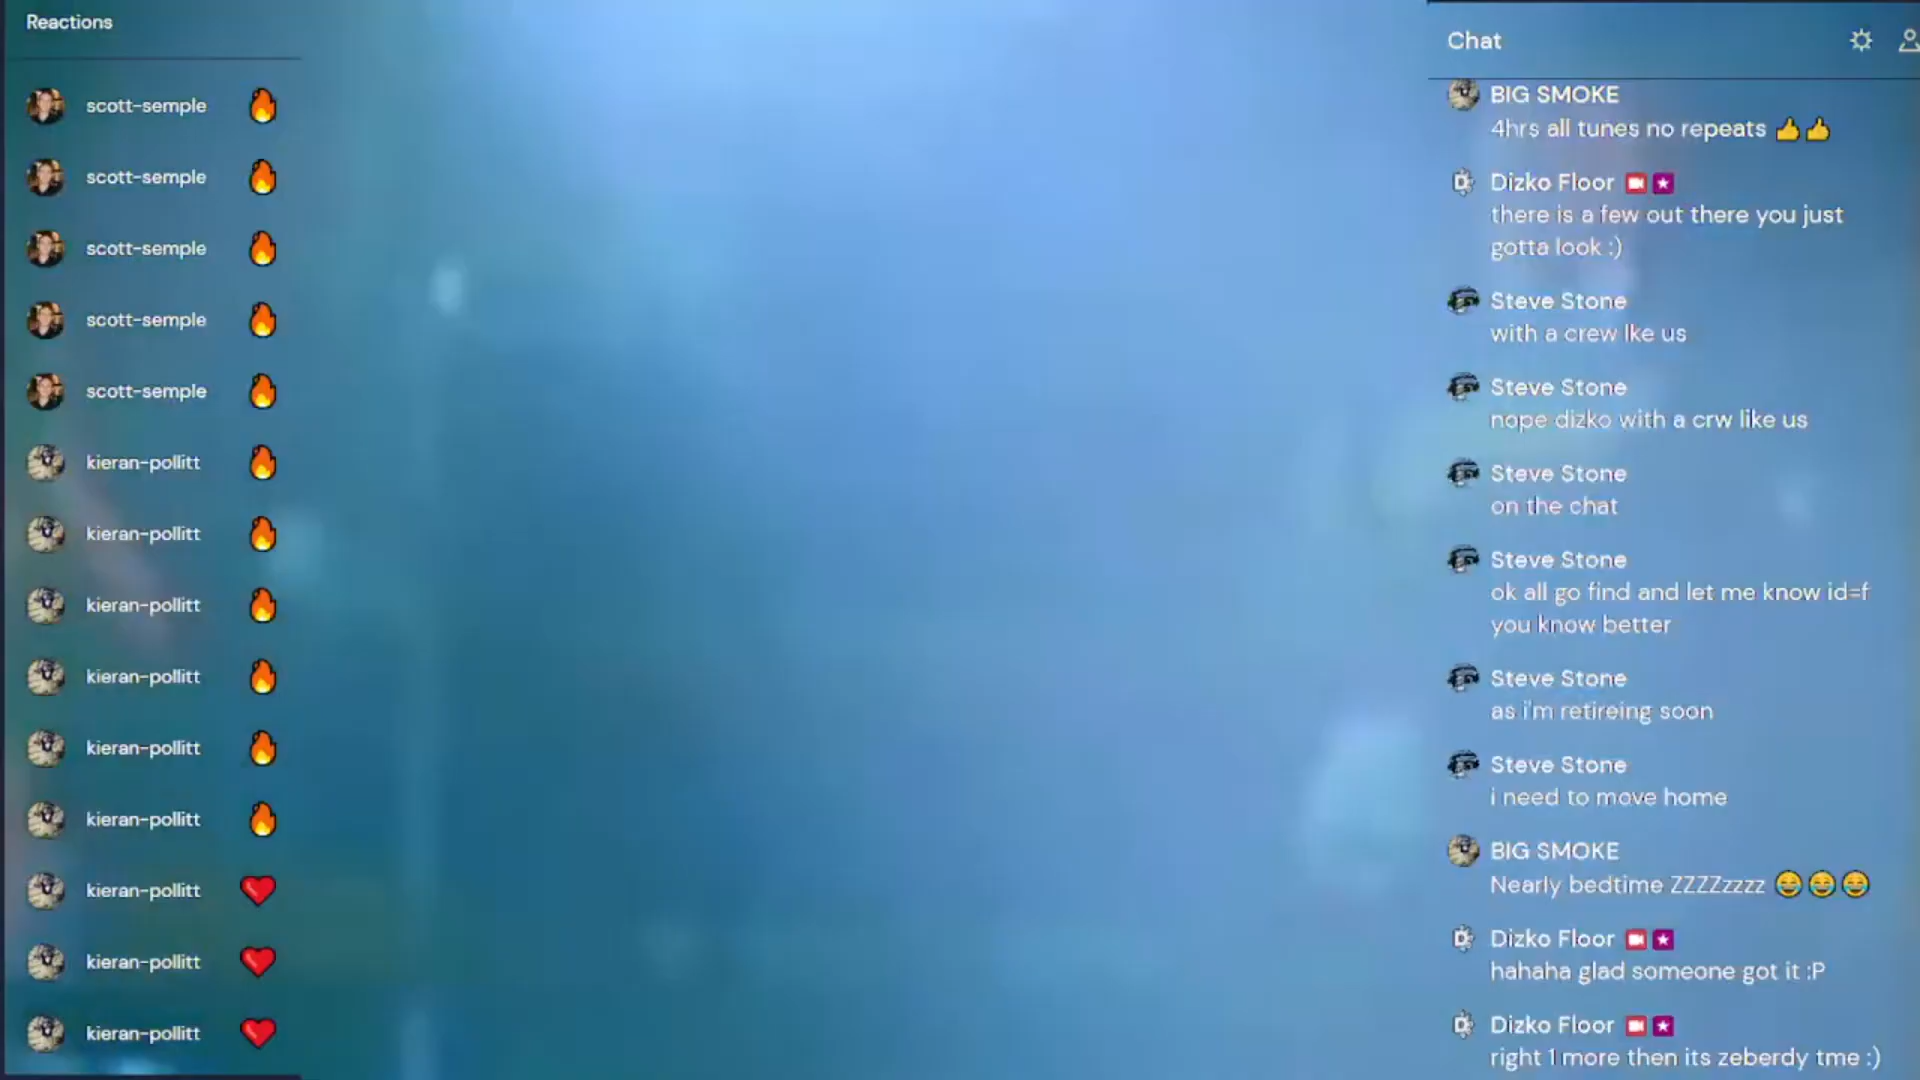 Reactions
scott-semple
scott-semple
scott-semple
scott-semple
scott-semple
kieran-pollitt
kieran-pollitt
kieran-pollitt
kieran-pollitt
kieran-pollitt
kieran-pollitt
kieran-pollitt
kieran-pollitt
kieran-pollitt
Chat
BIG SMOKE
4hrs all tunes no repeats 👍👍
Dizko Floor
there is a few out there you just
gotta look :)
Steve Stone
with a crew lke us
Steve Stone
nope dizko with a crw like us
Steve Stone
on the chat
Steve Stone
ok all go find and let me know id=f
you know better
Steve Stone
as i'm retireing soon
Steve Stone
i need to move home
BIG SMOKE
Nearly bedtime ZZZZzzzz 😂😂😂
Dizko Floor
hahaha glad someone got it :P
Dizko Floor
right 1 more then its zeberdy tme :)